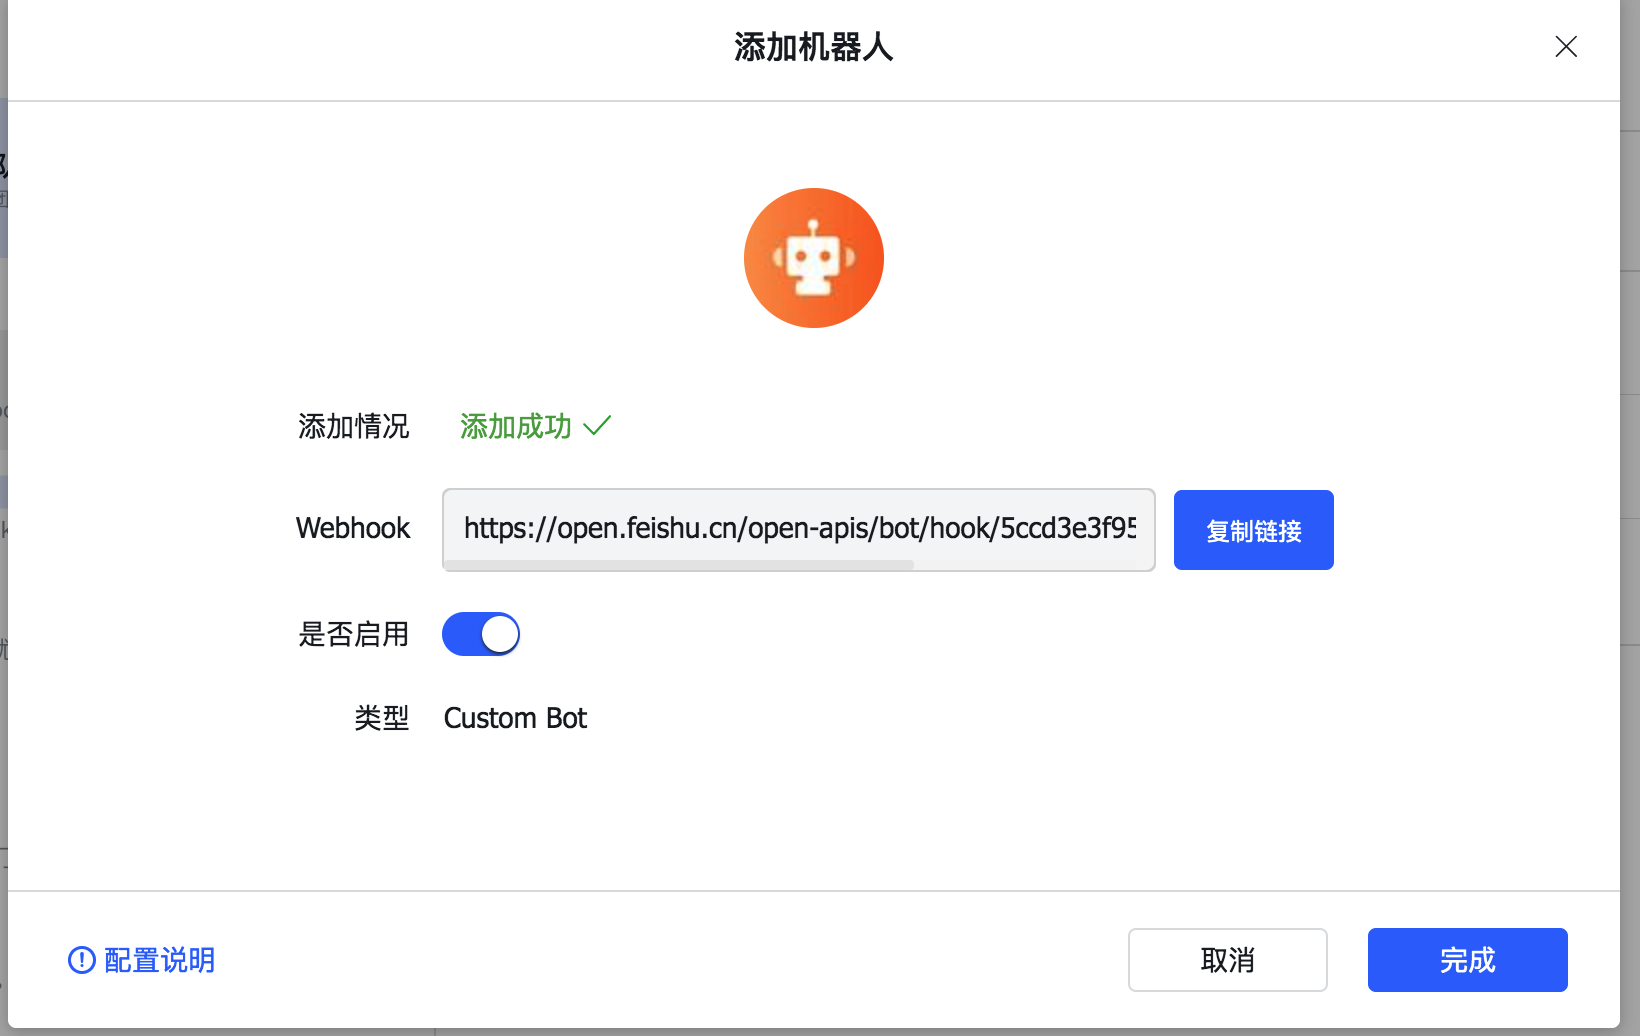 添加机器人
添加情况 添加成功
Webhook https://open.feishu.cn/open-apis/bot/hook/5ccd3e3f95 复制链接
是否启用
类型 Custom Bot
配置说明 取消 完成